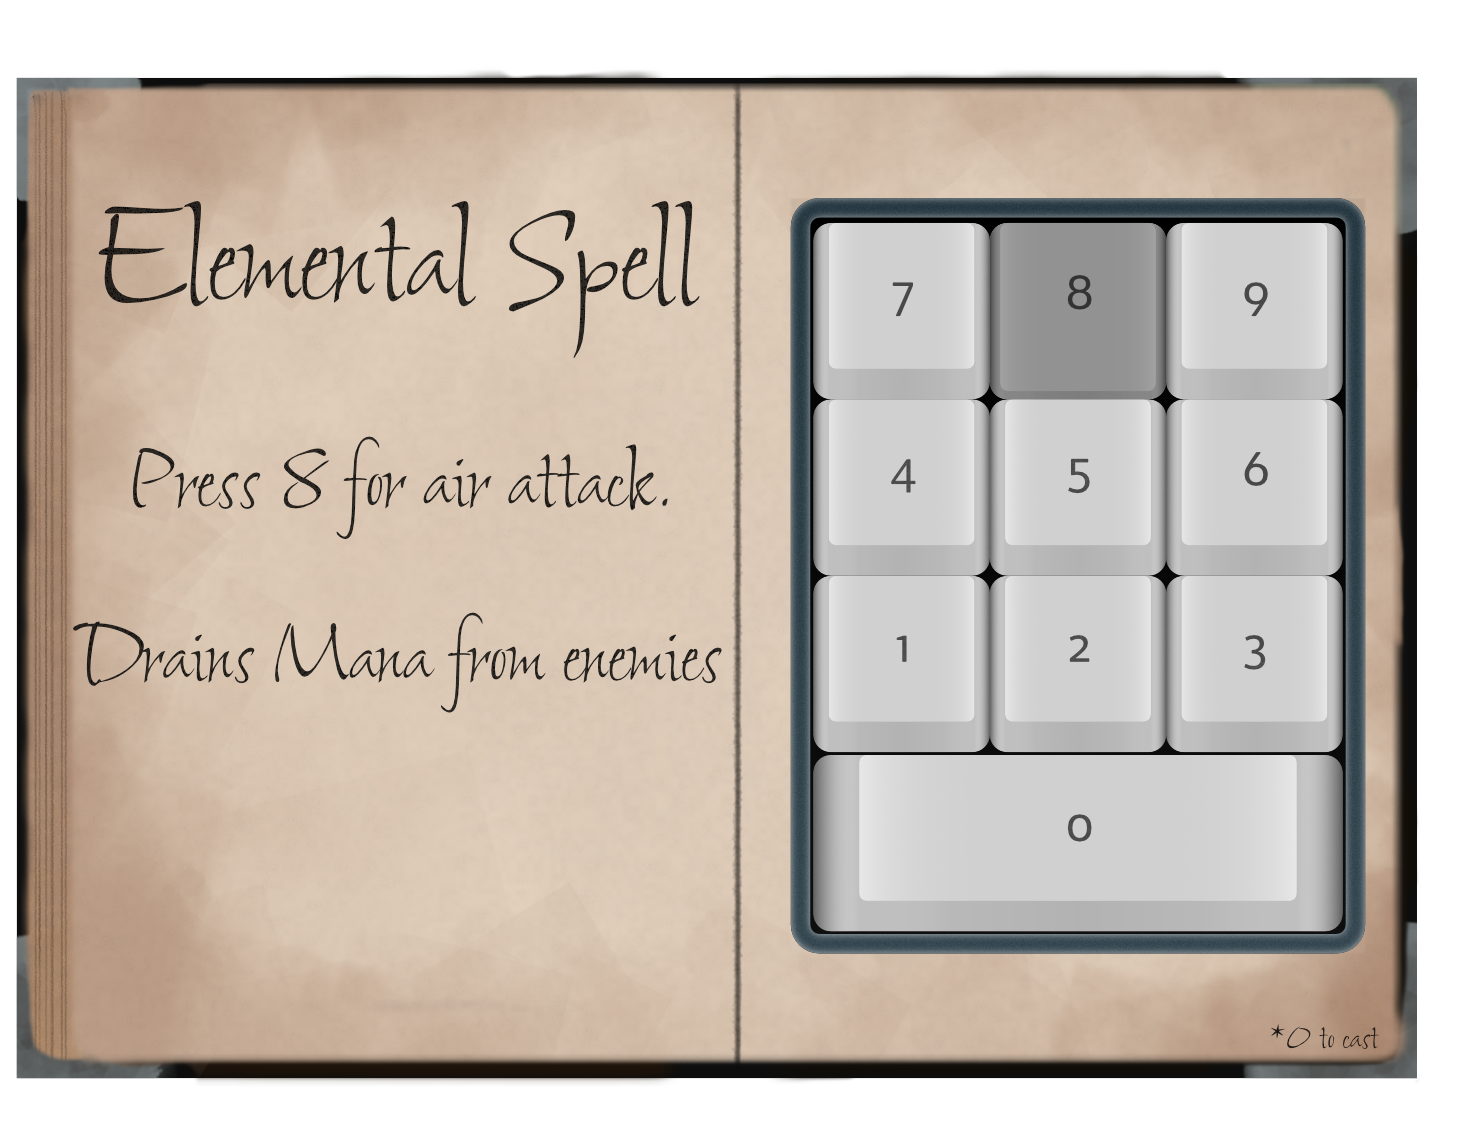 Elemental Spell
Press 8 for air attack.
Drains Mana from enemies
7 8 9
4 5 6
1 2 3
0
*0 to cast